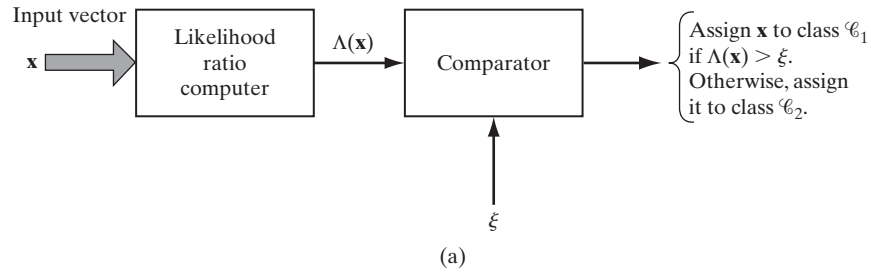 Input vector
x
Likelihood
ratio
computer
Λ(x)
Comparator
Assign x to class 𝒞₁
if Λ(x) > ξ.
Otherwise, assign
it to class 𝒞₂.
ξ
(a)